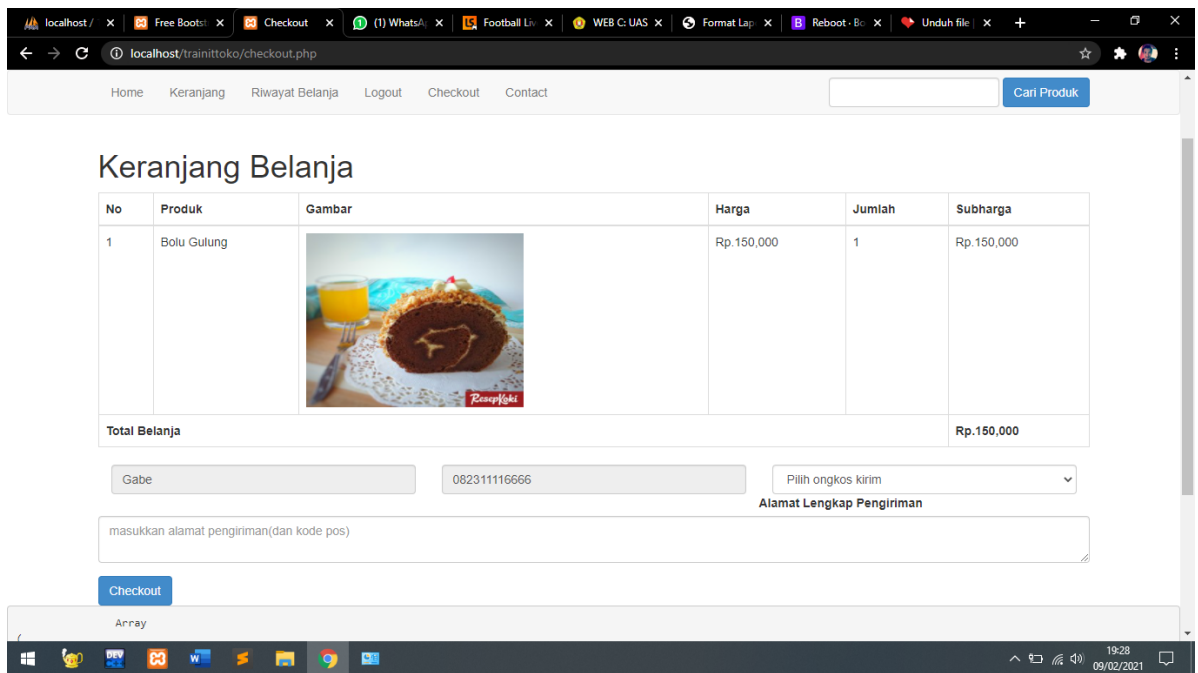 localhost /
Free Bootst
Checkout
(1) WhatsA
Football Liv
WEB C: UAS
Format Lap
Reboot · Bo
Unduh file |
localhost/trainittoko/checkout.php
Home Keranjang Riwayat Belanja Logout Checkout Contact Cari Produk
Keranjang Belanja
No Produk Gambar Harga Jumlah Subharga
1 Bolu Gulung Rp.150,000 1 Rp.150,000
ResepKoki
Total Belanja Rp.150,000
Gabe 082311116666 Pilih ongkos kirim
Alamat Lengkap Pengiriman
masukkan alamat pengiriman(dan kode pos)
Checkout
Array
(
DEV
19:28
09/02/2021